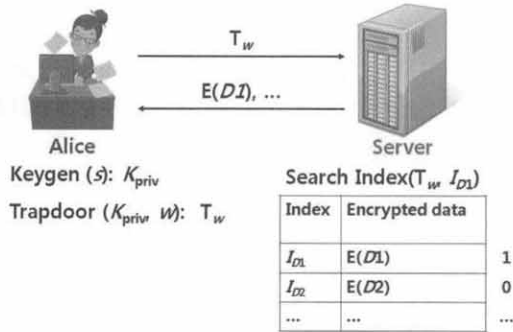 T_w
E(D1), ...
Alice
Server
Keygen (s): K_priv
Trapdoor (K_priv, w): T_w
Search Index(T_w, I_D1)
Index Encrypted data
I_D1 E(D1) 1
I_D2 E(D2) 0
... ... ...